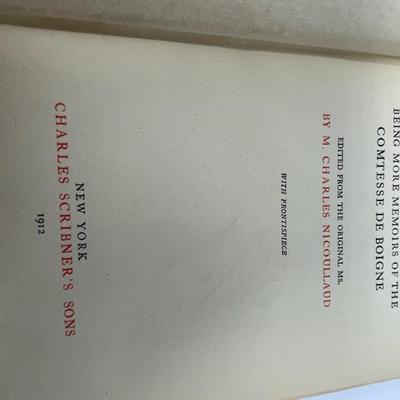 BEING MORE MEMOIRS OF THE
COMTESSE DE BOIGNE
EDITED FROM THE ORIGINAL MS.
BY M. CHARLES NICOULLAUD
WITH FRONTISPIECE
NEW YORK
CHARLES SCRIBNER'S SONS
1912